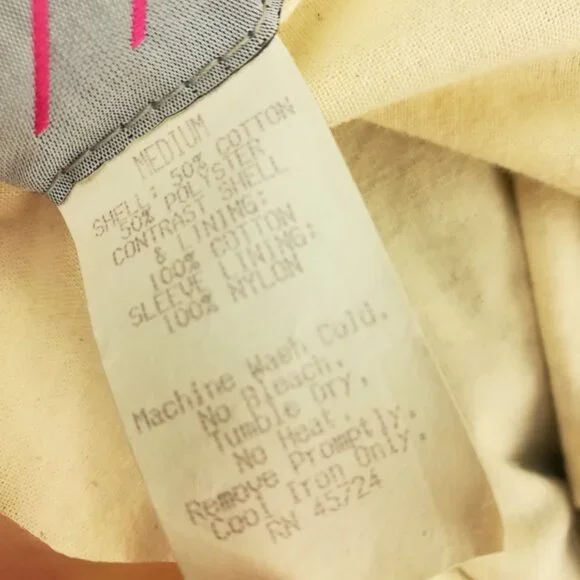 MEDIUM
SHELL: 50% COTTON
50% POLYSTER
CONTRAST SHELL
& LINING:
100% COTTON
SLEEVE LINING:
100% NYLON
Machine Wash Cold.
No Bleach.
Tumble Dry,
No Heat.
Remove Promptly.
Cool Iron Only.
RN 45724